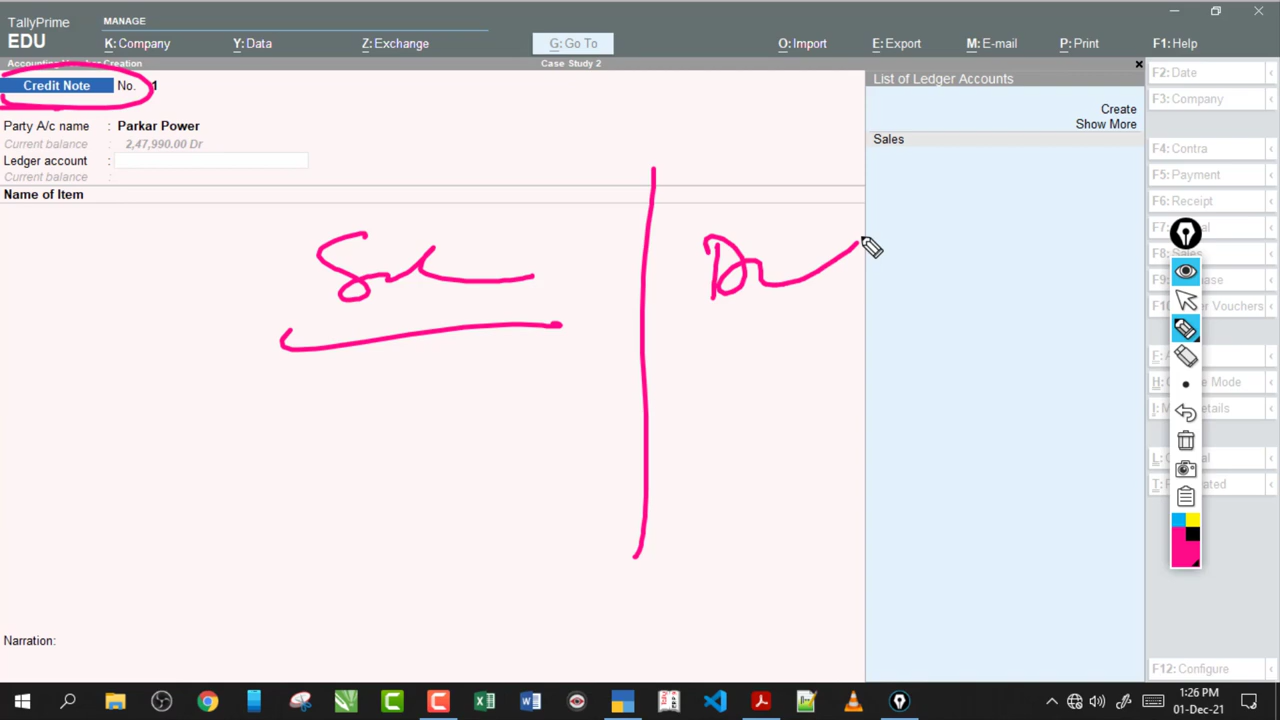 TallyPrime
EDU
MANAGE
K: Company
Y: Data
Z: Exchange
G: Go To
O: Import
E: Export
M: E-mail
P: Print
F1: Help
Case Study 2
Credit Note No. 1
Party A/c name : Parkar Power
Current balance : 2,47,990.00 Dr
Ledger account :
Current balance :
Name of Item
Narration:
List of Ledger Accounts
Create
Show More
Sales
F2: Date
F3: Company
F4: Contra
F5: Payment
F6: Receipt
F12: Configure
1:26 PM
01-Dec-21